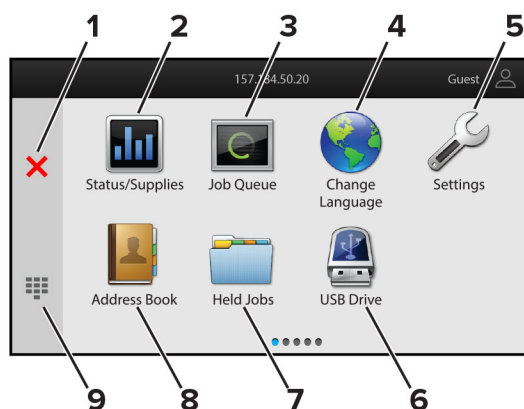 1 2 3 4 5
157.184.50.20 Guest
Status/Supplies Job Queue Change Language Settings
Address Book Held Jobs USB Drive
9 8 7 6